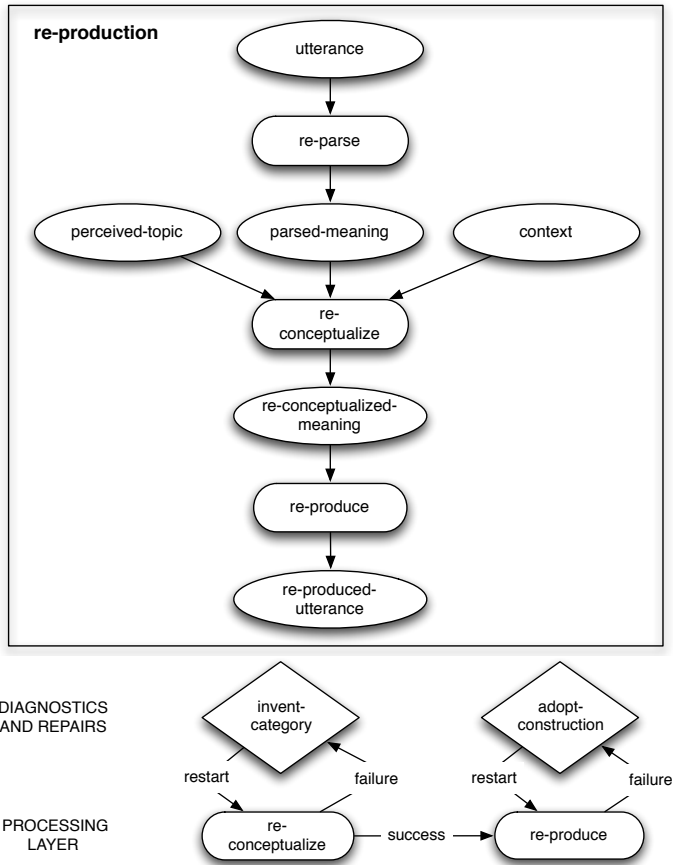 re-production
utterance
re-parse
perceived-topic
parsed-meaning
context
re-
conceptualize
re-conceptualized-
meaning
re-produce
re-produced-
utterance
DIAGNOSTICS
AND REPAIRS
invent-
category
adopt-
construction
restart
failure
restart
failure
PROCESSING
LAYER
re-
conceptualize
success
re-produce